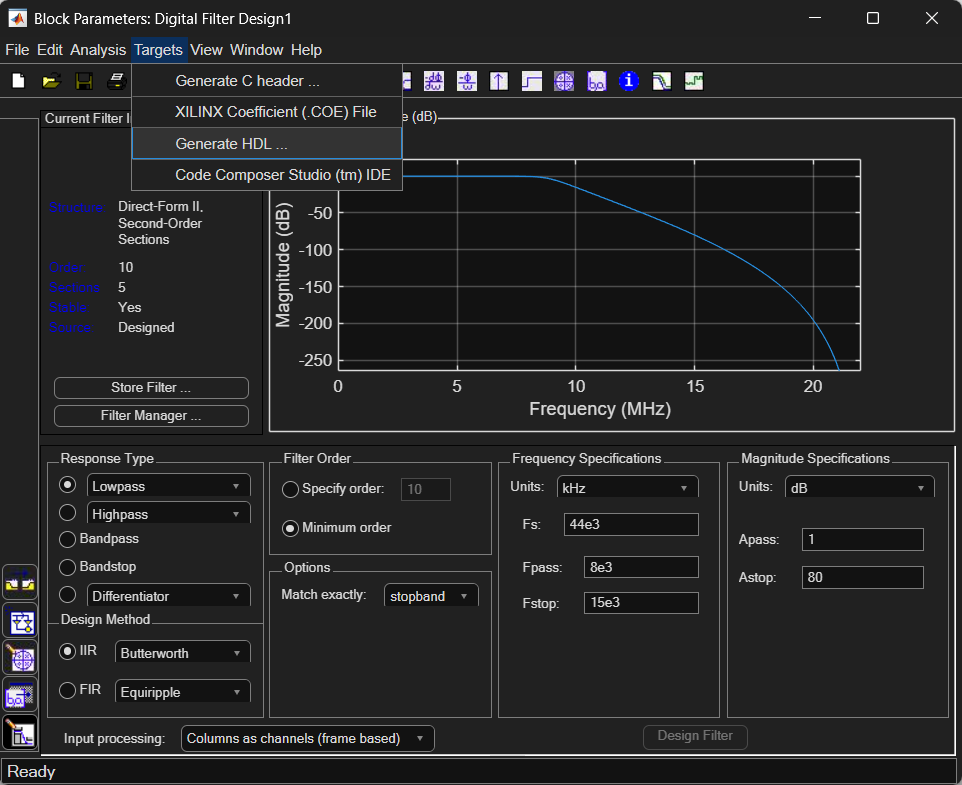 Block Parameters: Digital Filter Design1
File Edit Analysis Targets View Window Help
Generate C header ...
XILINX Coefficient (.COE) File
Generate HDL ...
Code Composer Studio (tm) IDE
Current Filter I
e (dB)
Structure: Direct-Form II,
Second-Order
Sections
Order: 10
Sections: 5
Stable: Yes
Source: Designed
Store Filter ...
Filter Manager ...
Magnitude (dB)
-50
-100
-150
-200
-250
0 5 10 15 20
Frequency (MHz)
Response Type
Lowpass
Highpass
Bandpass
Bandstop
Differentiator
Design Method
IIR Butterworth
FIR Equiripple
Filter Order
Specify order: 10
Minimum order
Options
Match exactly: stopband
Frequency Specifications
Units: kHz
Fs: 44e3
Fpass: 8e3
Fstop: 15e3
Magnitude Specifications
Units: dB
Apass: 1
Astop: 80
Input processing: Columns as channels (frame based)
Design Filter
Ready